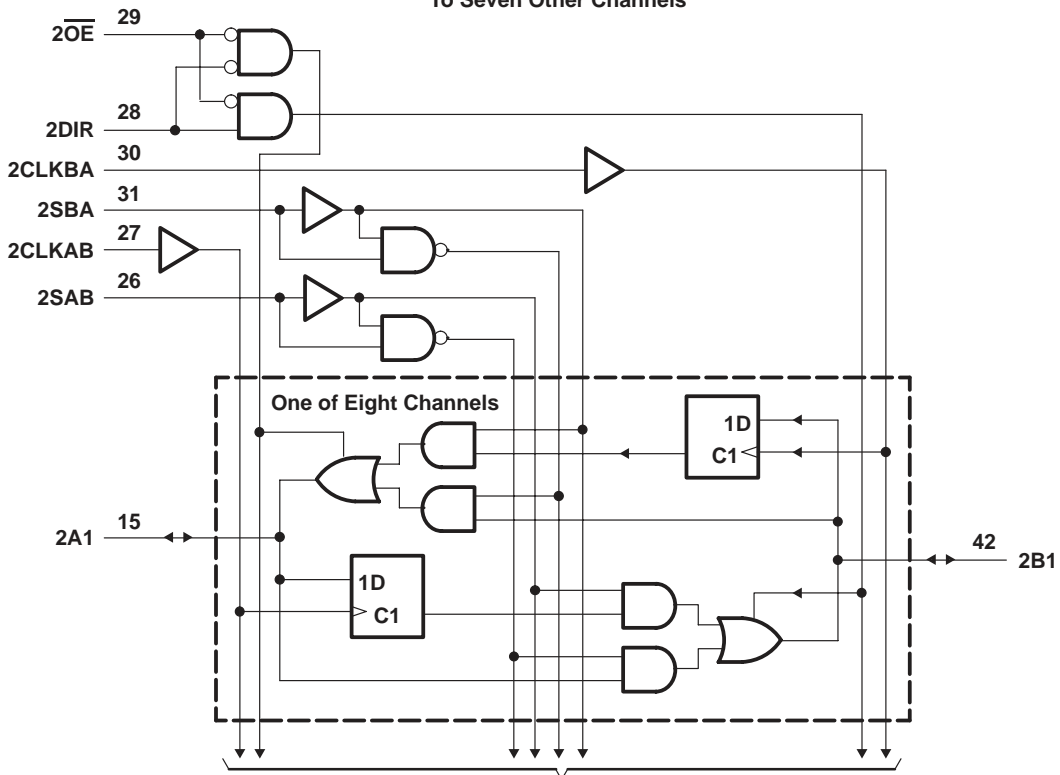 To Seven Other Channels
29
2O̅E̅
28
2DIR
30
2CLKBA
31
2SBA
27
2CLKAB
26
2SAB
One of Eight Channels
1D
C1
15
2A1
42
2B1
1D
C1